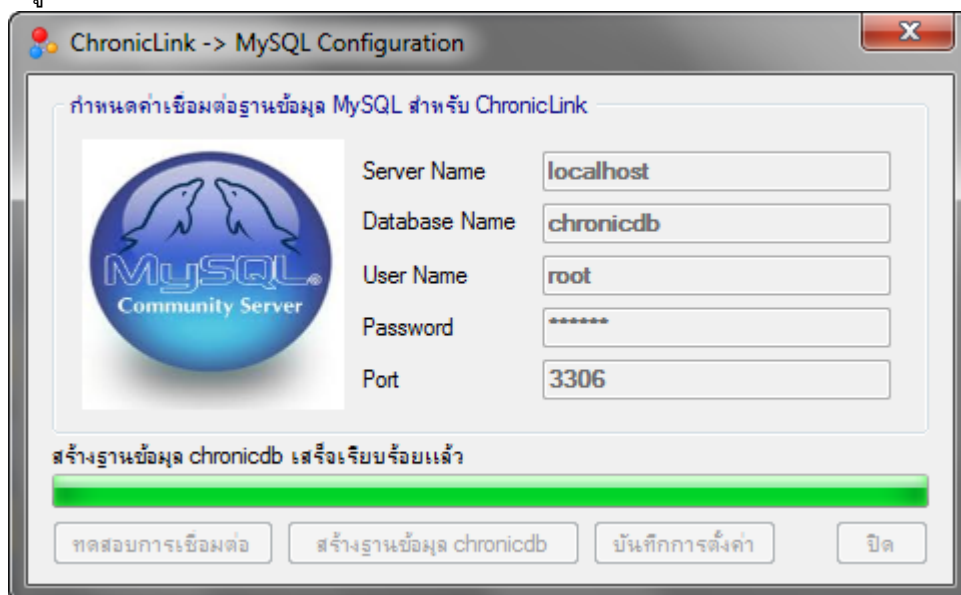 ChronicLink -> MySQL Configuration
กำหนดค่าเชื่อมต่อฐานข้อมูล MySQL สำหรับ ChronicLink
MySQL®
Community Server
Server Name localhost
Database Name chronicdb
User Name root
Password ******
Port 3306
สร้างฐานข้อมูล chronicdb เสร็จเรียบร้อยแล้ว
ทดสอบการเชื่อมต่อ สร้างฐานข้อมูล chronicdb บันทึกการตั้งค่า ปิด